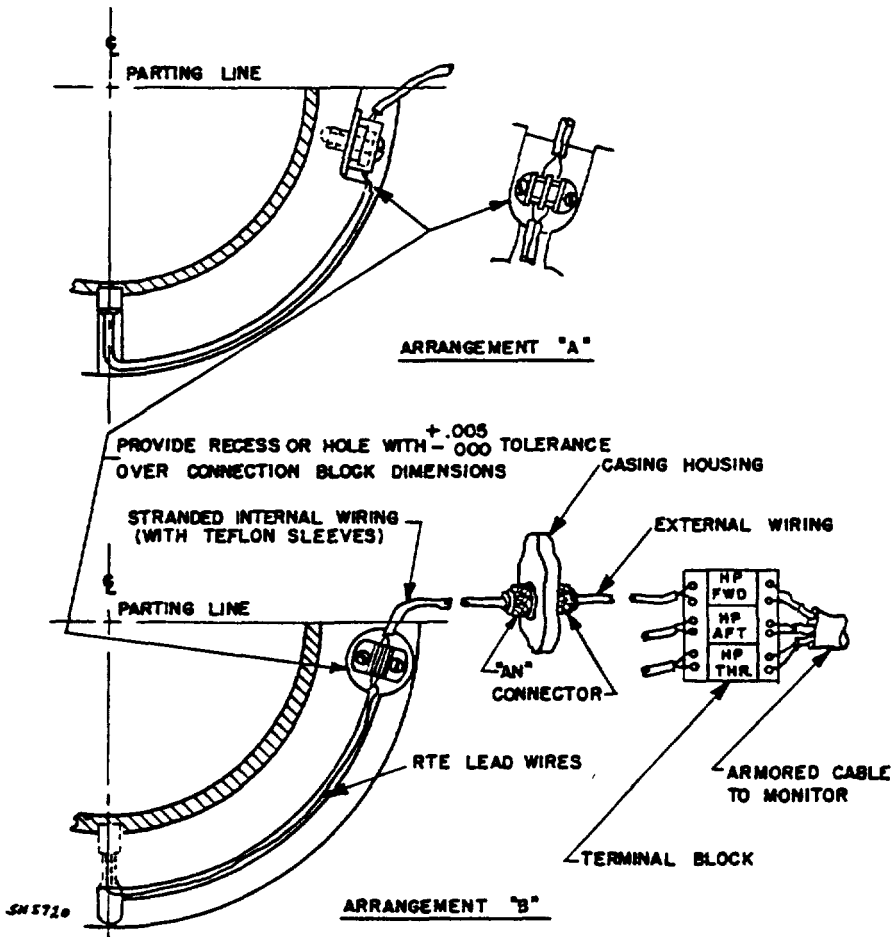 ℄
PARTING LINE
ARRANGEMENT "A"
PROVIDE RECESS OR HOLE WITH +.005 -.000 TOLERANCE
OVER CONNECTION BLOCK DIMENSIONS
CASING HOUSING
STRANDED INTERNAL WIRING
(WITH TEFLON SLEEVES)
EXTERNAL WIRING
℄
PARTING LINE
HP
FWD
HP
AFT
HP
THR.
"AN"
CONNECTOR
RTE LEAD WIRES
ARMORED CABLE
TO MONITOR
TERMINAL BLOCK
ARRANGEMENT "B"
SN5720